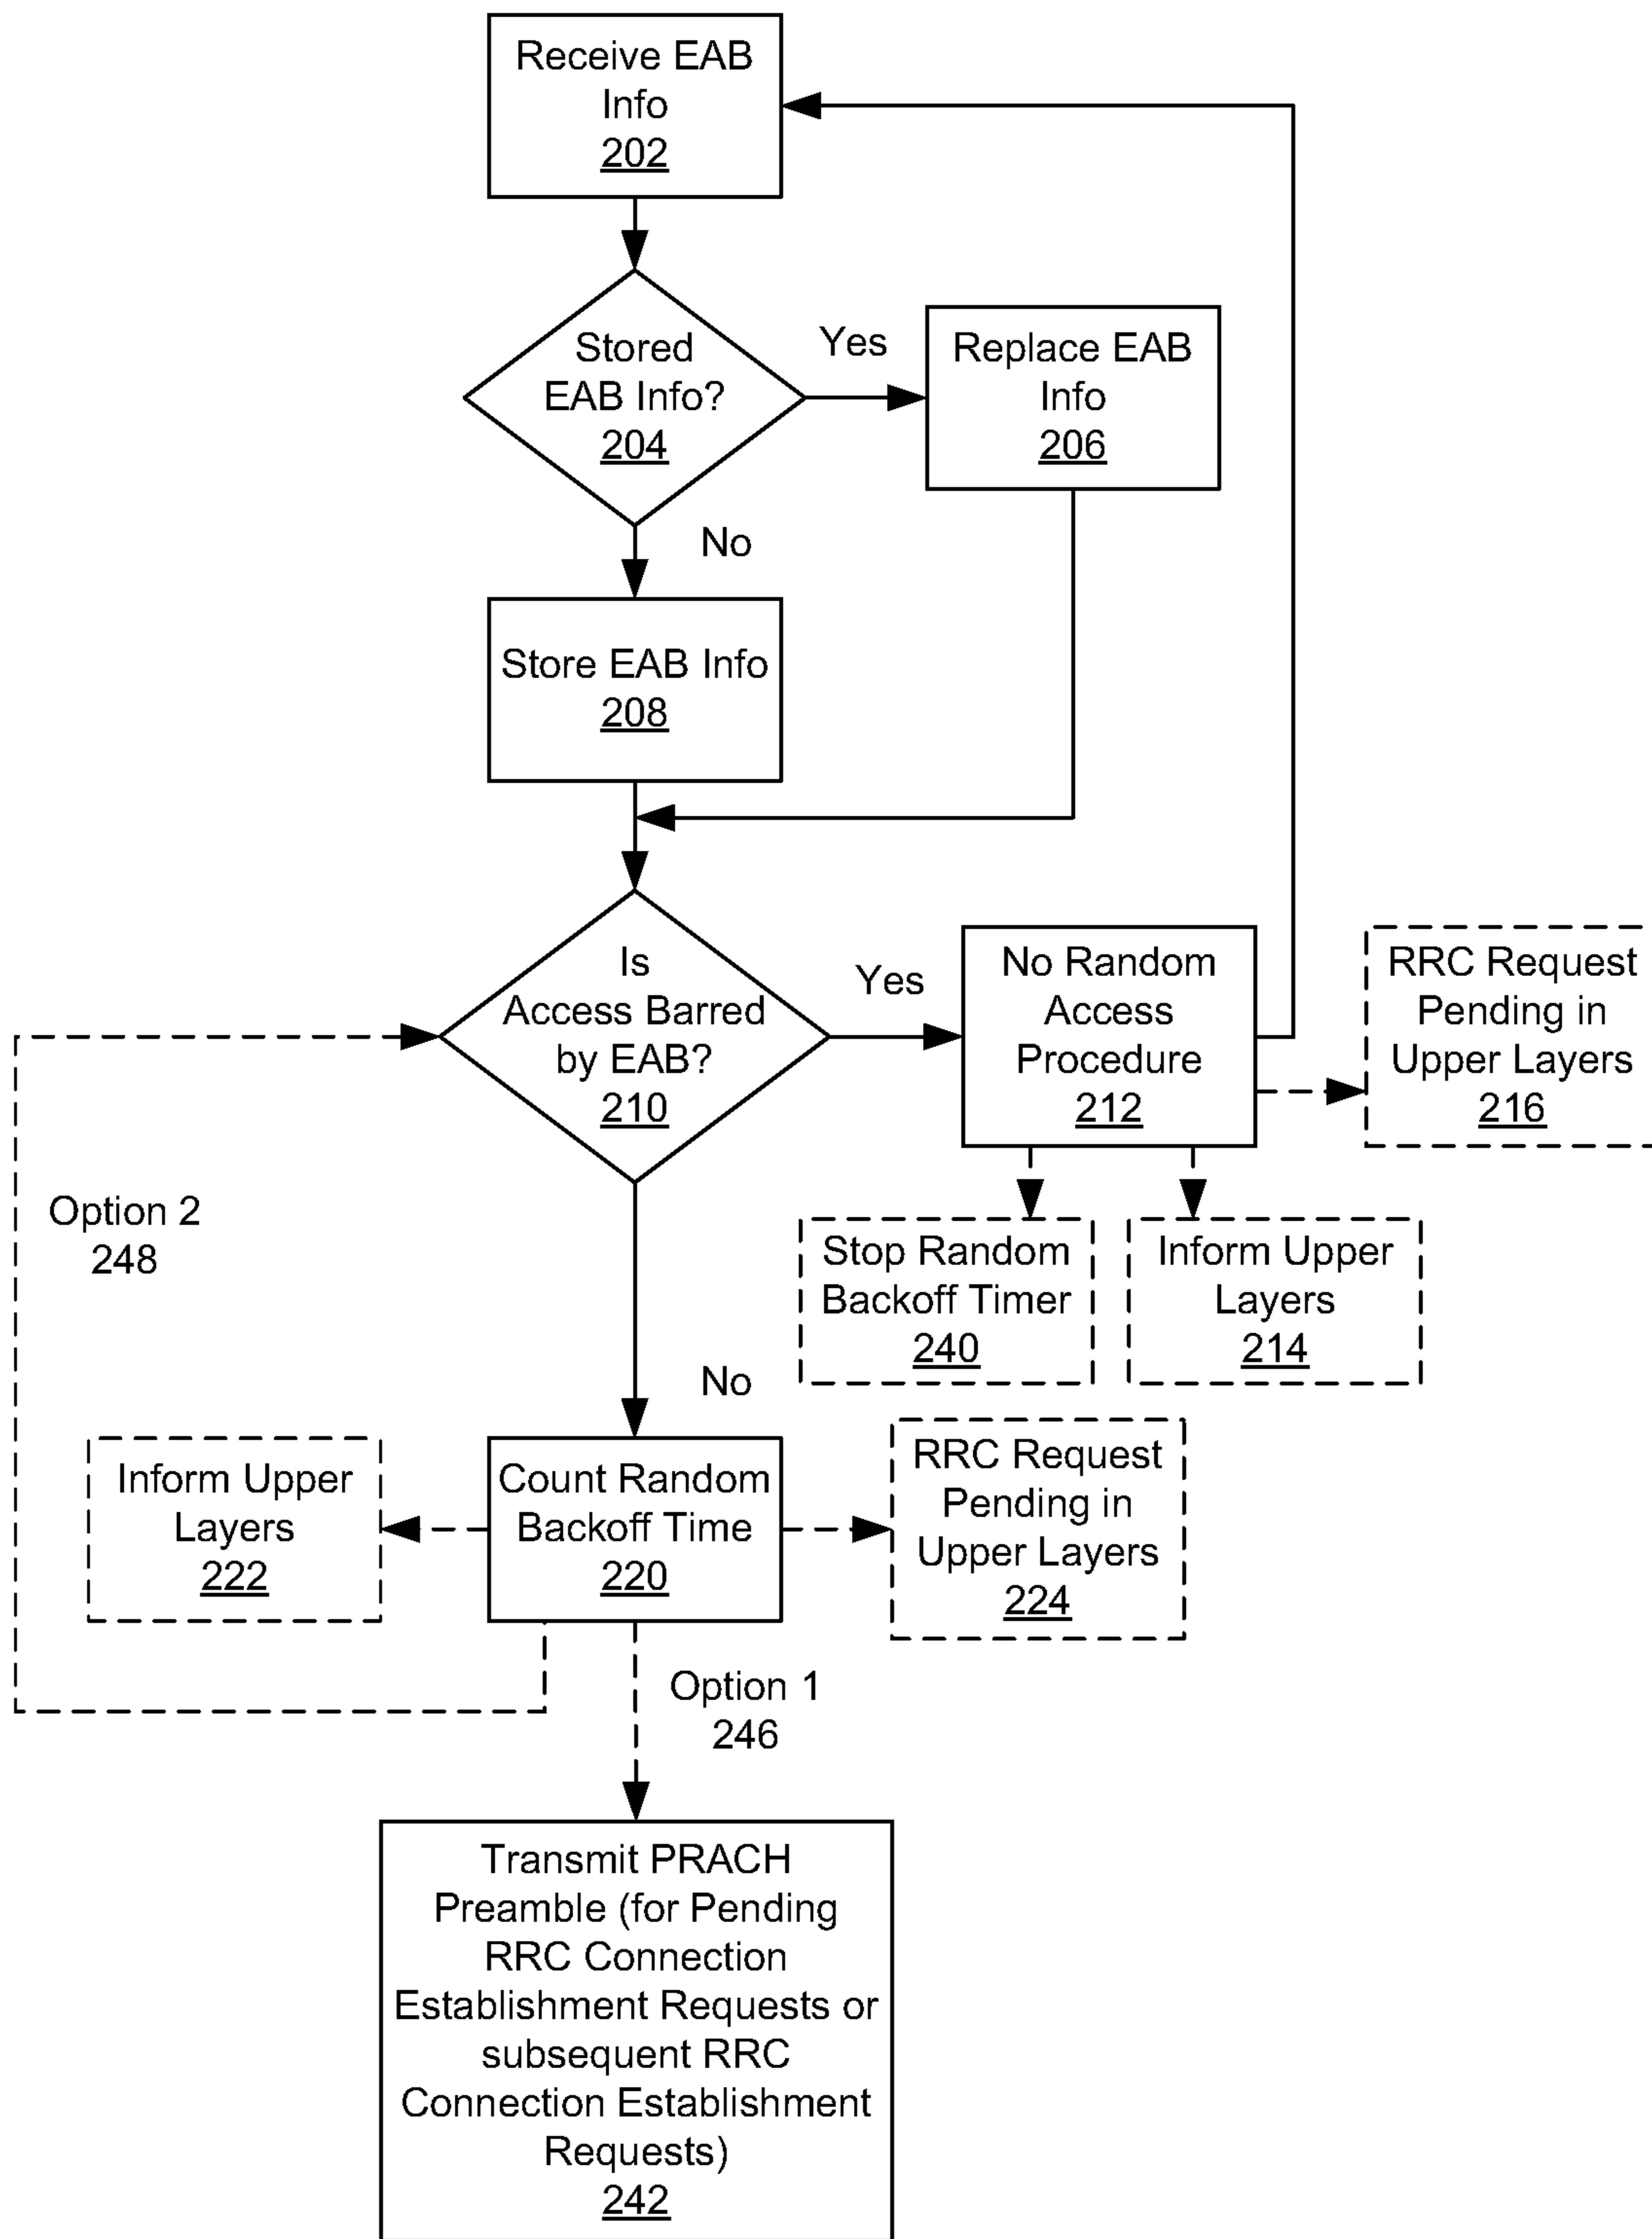 Receive EAB
Info
202
Stored
EAB Info?
204
Yes
Replace EAB
Info
206
No
Store EAB Info
208
Is
Access Barred
by EAB?
210
Yes
No Random
Access
Procedure
212
RRC Request
Pending in
Upper Layers
216
Option 2
248
Stop Random
Backoff Timer
240
Inform Upper
Layers
214
No
Inform Upper
Layers
222
Count Random
Backoff Time
220
RRC Request
Pending in
Upper Layers
224
Option 1
246
Transmit PRACH
Preamble (for Pending
RRC Connection
Establishment Requests or
subsequent RRC
Connection Establishment
Requests)
242